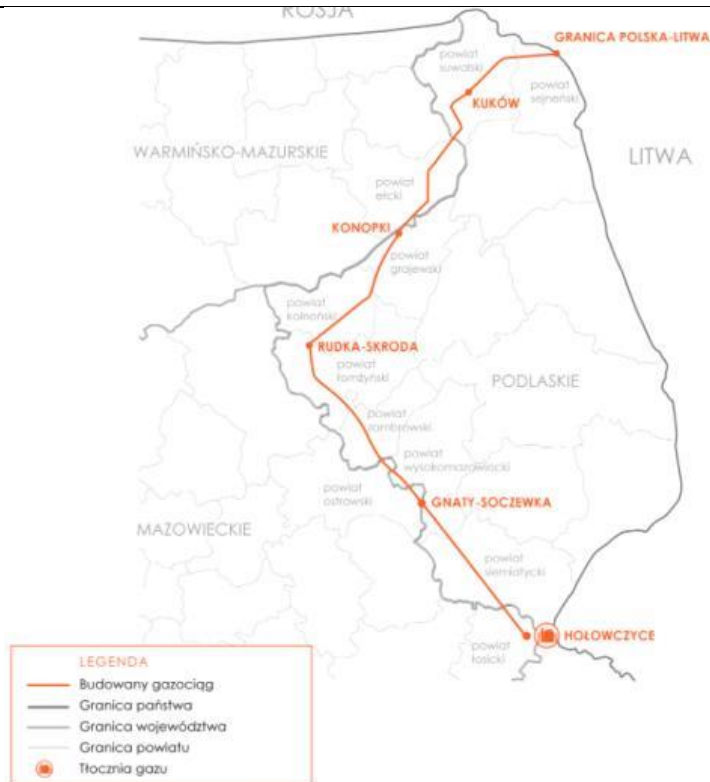 ROSJA
GRANICA POLSKA-LITWA
powiat
suwalski
KUKÓW
powiat
sejneński
WARMIŃSKO-MAZURSKIE
LITWA
powiat
ełcki
KONOPKI
powiat
grajewski
powiat
kolneński
RUDKA-SKRODA
powiat
łomżyński
PODLASKIE
powiat
zambrowski
powiat
wysokomazowiecki
powiat
ostrowski
GNATY-SOCZEWKA
MAZOWIECKIE
powiat
siemiatycki
HOŁOWCZYCE
powiat
łosicki
LEGENDA
Budowany gazociąg
Granica państwa
Granica województwa
Granica powiatu
Tłocznia gazu